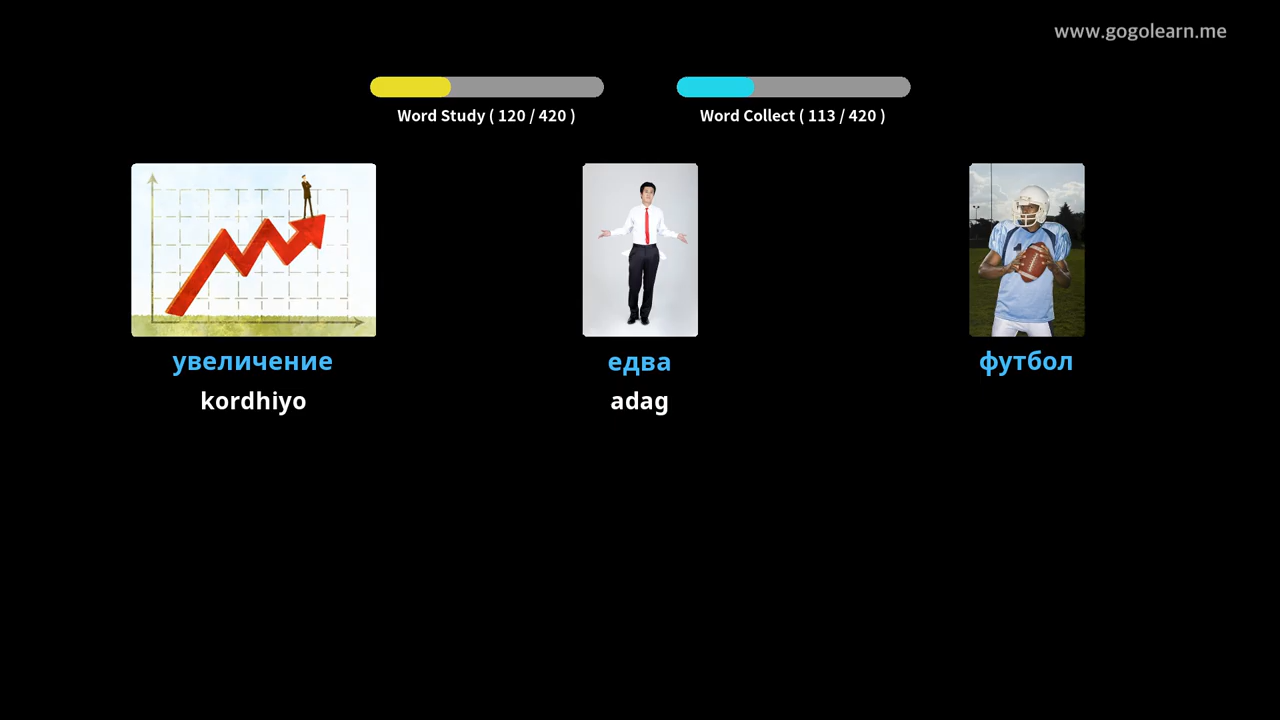 www.gogolearn.me
Word Study ( 120 / 420 )
Word Collect ( 113 / 420 )
увеличение
едва
футбол
kordhiyo
adag